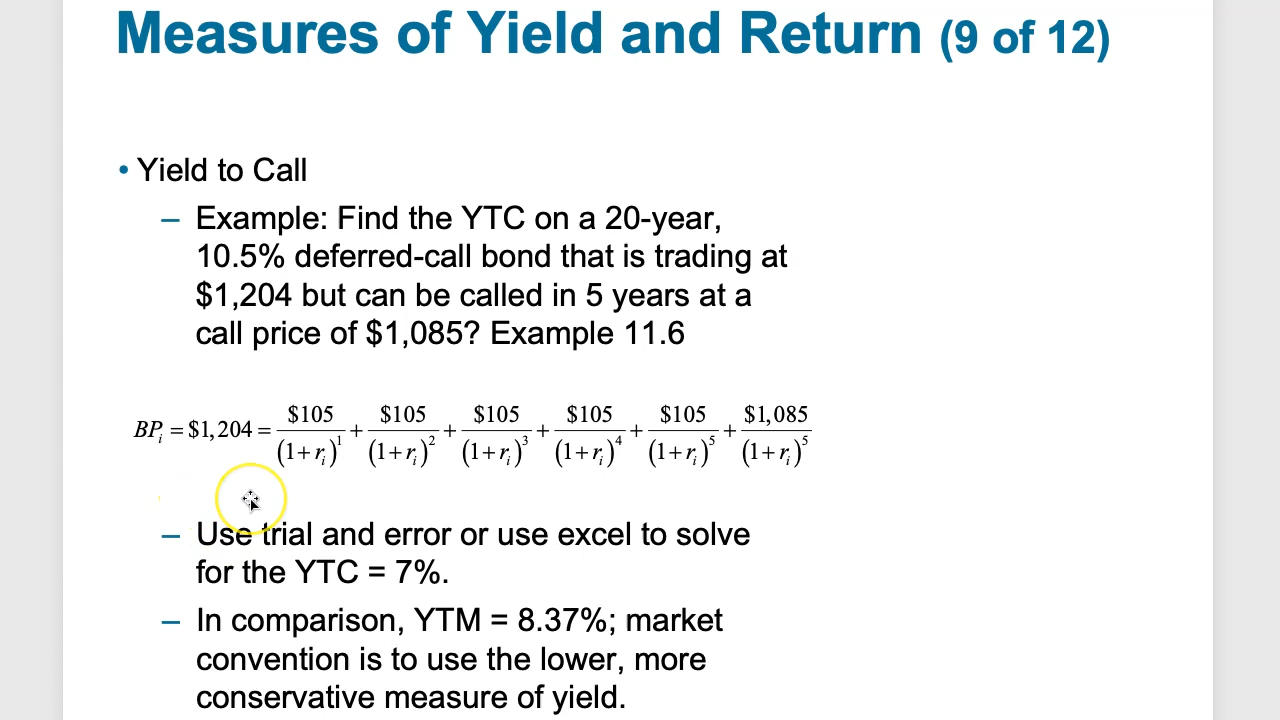 Measures of Yield and Return (9 of 12)
• Yield to Call
– Example: Find the YTC on a 20-year,
10.5% deferred-call bond that is trading at
$1,204 but can be called in 5 years at a
call price of $1,085? Example 11.6
BPᵢ = $1,204 = $105/(1+rᵢ)¹ + $105/(1+rᵢ)² + $105/(1+rᵢ)³ + $105/(1+rᵢ)⁴ + $105/(1+rᵢ)⁵ + $1,085/(1+rᵢ)⁵
– Use trial and error or use excel to solve
for the YTC = 7%.
– In comparison, YTM = 8.37%; market
convention is to use the lower, more
conservative measure of yield.